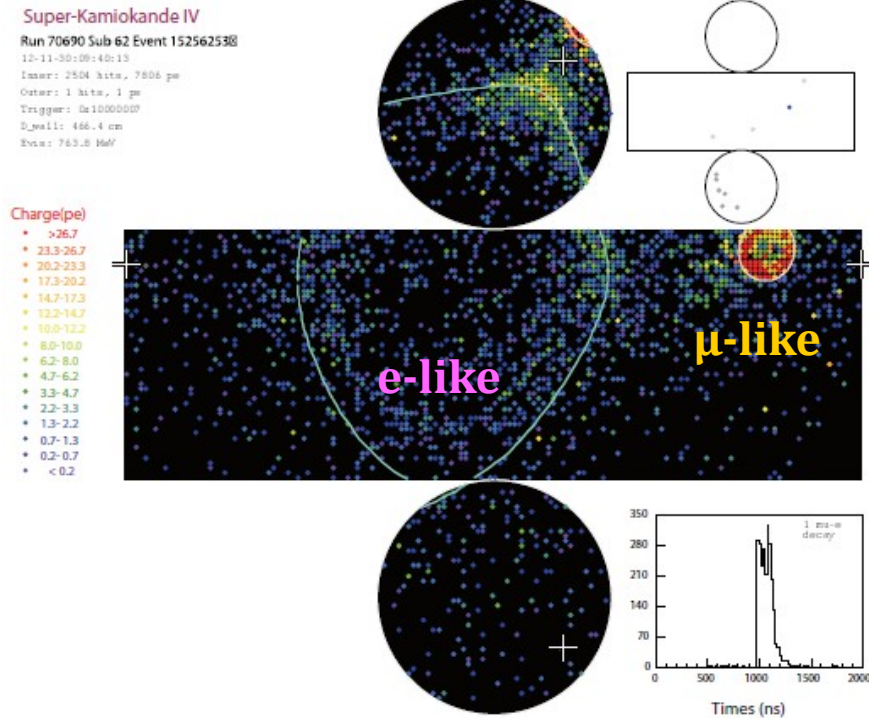 Super-Kamiokande IV
Run 70690 Sub 62 Event 15256253
12-11-30:09:40:13
Inner: 2504 hits, 7806 pe
Outer: 1 hits, 1 pe
Trigger: 0x10000007
D_wall: 466.4 cm
Evis: 763.8 MeV
Charge(pe)
>26.7
23.3-26.7
20.2-23.3
17.3-20.2
14.7-17.3
12.2-14.7
10.0-12.2
8.0-10.0
6.2- 8.0
4.7- 6.2
3.3- 4.7
2.2- 3.3
1.3- 2.2
0.7- 1.3
0.2- 0.7
< 0.2
e-like
μ-like
1 mu-e
decay
350
280
210
140
70
0
0
500
1000
1500
2000
Times (ns)